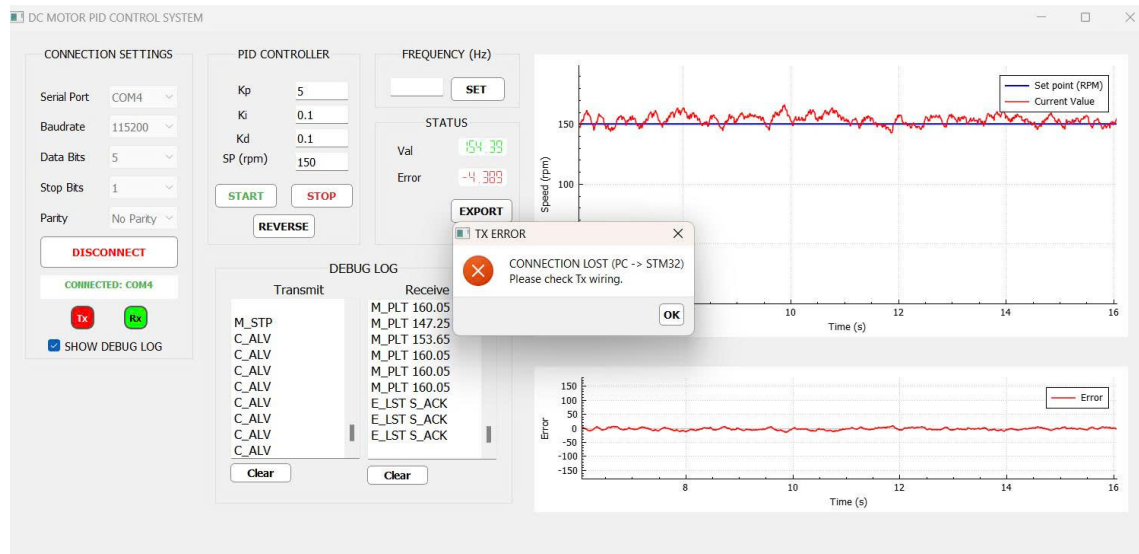 DC MOTOR PID CONTROL SYSTEM
CONNECTION SETTINGS
Serial Port COM4
Baudrate 115200
Data Bits 5
Stop Bits 1
Parity No Parity
DISCONNECT
CONNECTED: COM4
Tx Rx
SHOW DEBUG LOG
PID CONTROLLER
Kp 5
Ki 0.1
Kd 0.1
SP (rpm) 150
START STOP
REVERSE
FREQUENCY (Hz)
SET
STATUS
Val 154.39
Error -4.389
EXPORT
DEBUG LOG
Transmit
M_STP
C_ALV
C_ALV
C_ALV
C_ALV
C_ALV
C_ALV
C_ALV
C_ALV
Clear
Receive
M_PLT 160.05
M_PLT 147.25
M_PLT 153.65
M_PLT 160.05
M_PLT 160.05
M_PLT 160.05
E_LST S_ACK
E_LST S_ACK
E_LST S_ACK
Clear
TX ERROR
CONNECTION LOST (PC -> STM32)
Please check Tx wiring.
OK
Set point (RPM)
Current Value
Speed (rpm)
150
100
10 12 14 16
Time (s)
Error
Error
150
100
50
0
-50
-100
-150
8 10 12 14 16
Time (s)